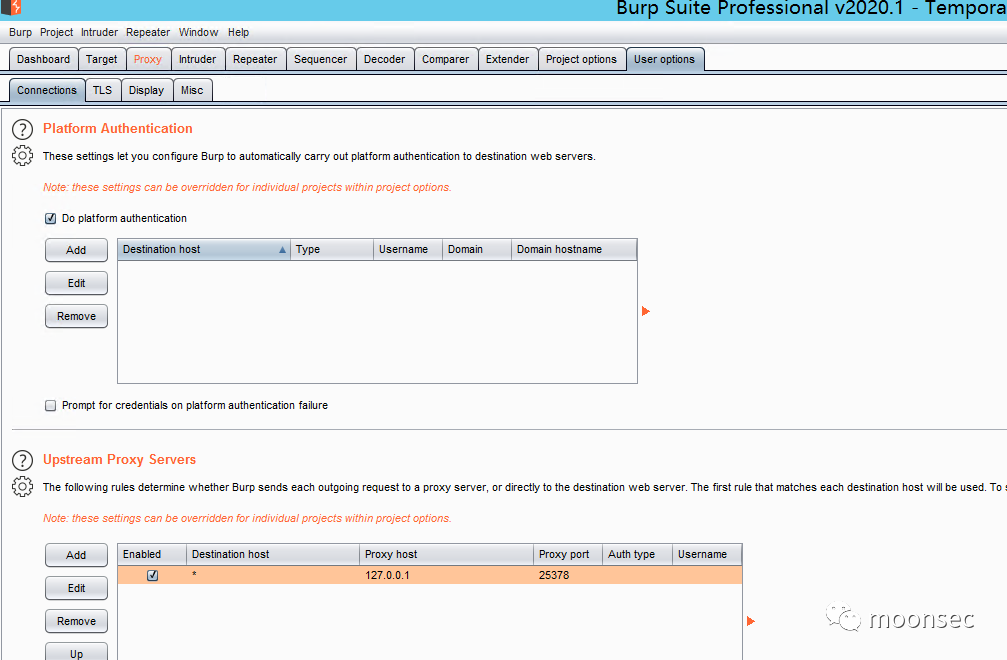 Burp Suite Professional v2020.1 - Tempora
Burp Project Intruder Repeater Window Help
Dashboard Target Proxy Intruder Repeater Sequencer Decoder Comparer Extender Project options User options
Connections TLS Display Misc
? Platform Authentication
These settings let you configure Burp to automatically carry out platform authentication to destination web servers.
Note: these settings can be overridden for individual projects within project options.
Do platform authentication
Add Destination host Type Username Domain Domain hostname
Edit
Remove
Prompt for credentials on platform authentication failure
? Upstream Proxy Servers
The following rules determine whether Burp sends each outgoing request to a proxy server, or directly to the destination web server. The first rule that matches each destination host will be used. To s
Note: these settings can be overridden for individual projects within project options.
Add Enabled Destination host Proxy host Proxy port Auth type Username
* 127.0.0.1 25378
Edit
Remove
moonsec
Up